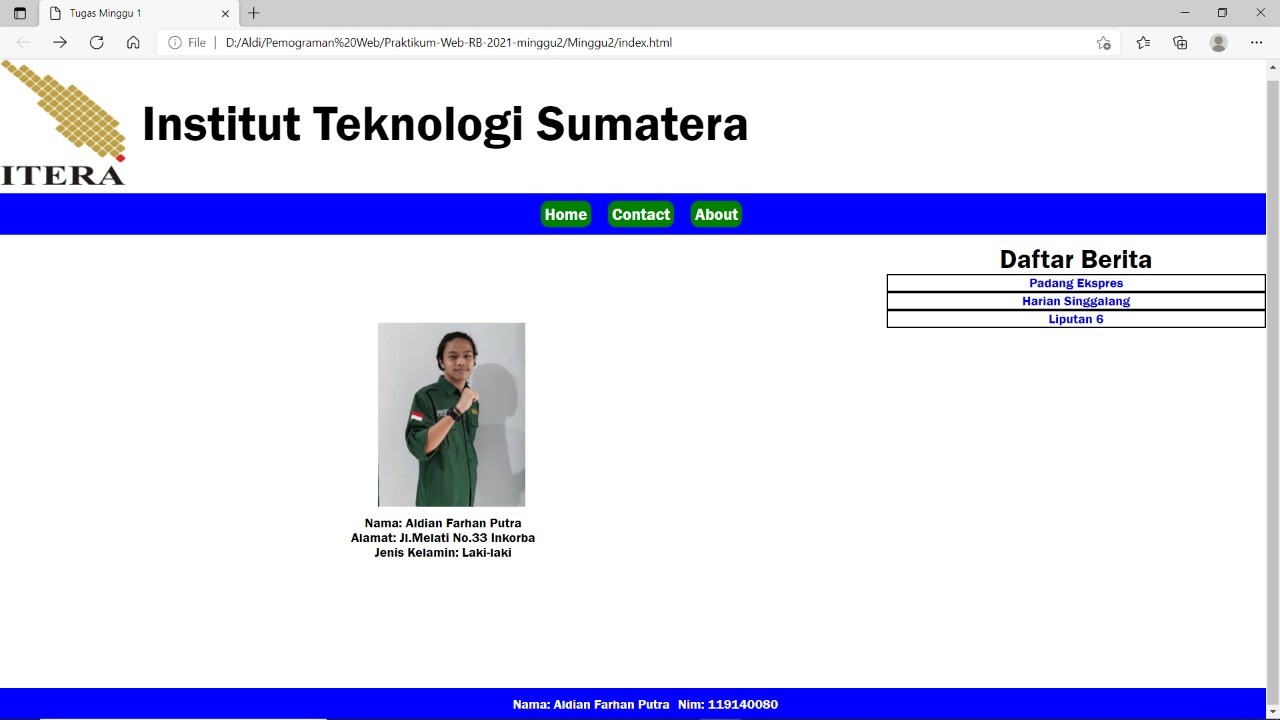 Tugas Minggu 1
File
D:/Aldi/Pemograman%20Web/Praktikum-Web-RB-2021-minggu2/Minggu2/index.html
ITERA
Institut Teknologi Sumatera
Home Contact About
Daftar Berita
Padang Ekspres
Harian Singgalang
Liputan 6
Nama: Aldian Farhan Putra
Alamat: Jl.Melati No.33 Inkorba
Jenis Kelamin: Laki-laki
Nama: Aldian Farhan Putra Nim: 119140080